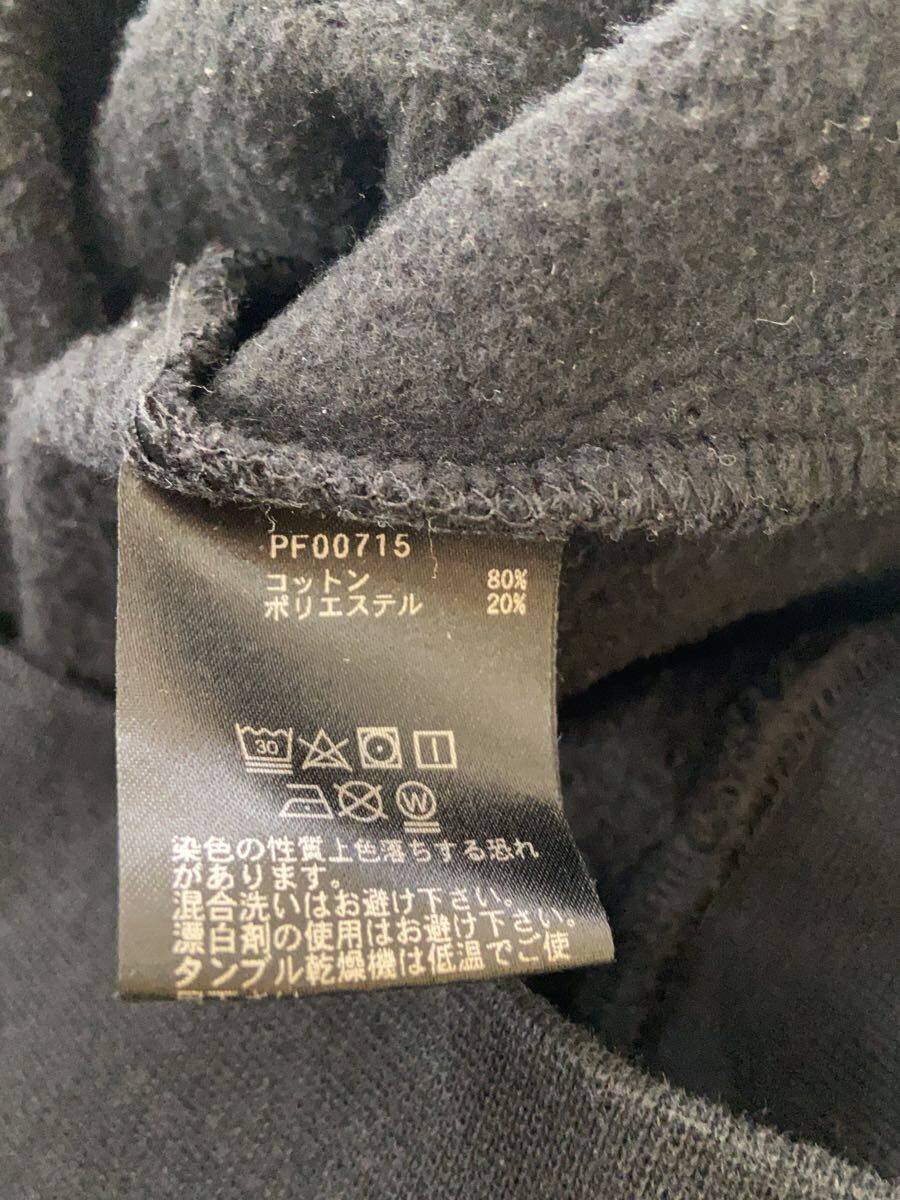 PF00715
コットン 80%
ポリエステル 20%
30
W
染色の性質上色落ちする恐れ
があります。
混合洗いはお避け下さい。
漂白剤の使用はお避け下さい。
タンブル乾燥機は低温でご使